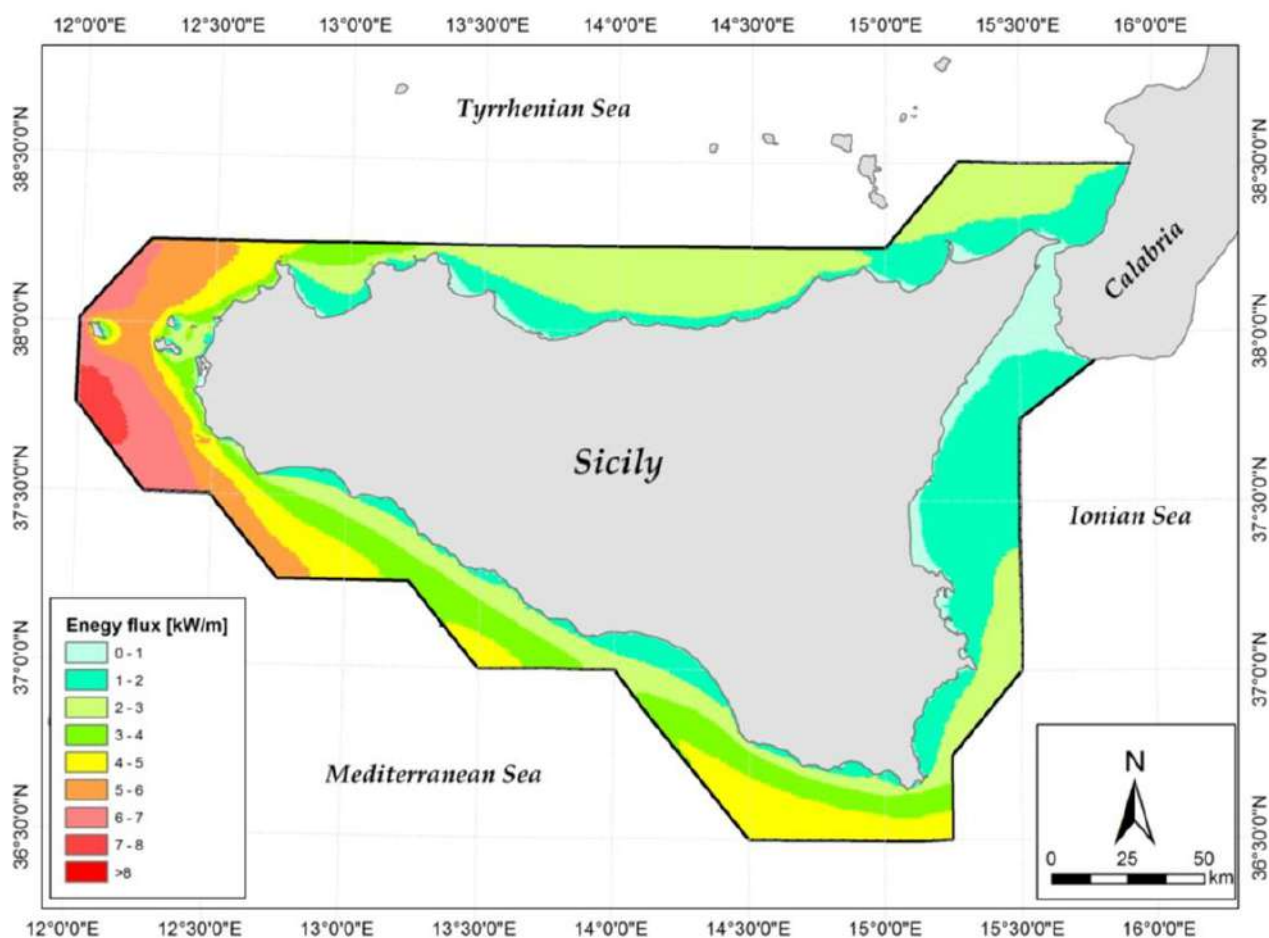 12°0'0"E 12°30'0"E 13°0'0"E 13°30'0"E 14°0'0"E 14°30'0"E 15°0'0"E 15°30'0"E 16°0'0"E
Tyrrhenian Sea
38°30'0"N
38°30'0"N
Calabria
38°0'0"N
38°0'0"N
Sicily
37°30'0"N
37°30'0"N
Ionian Sea
Enegy flux [kW/m]
0 - 1
1 - 2
2 - 3
3 - 4
4 - 5
5 - 6
6 - 7
7 - 8
>8
37°0'0"N
37°0'0"N
Mediterranean Sea
N
0 25 50
km
36°30'0"N
36°30'0"N
12°0'0"E 12°30'0"E 13°0'0"E 13°30'0"E 14°0'0"E 14°30'0"E 15°0'0"E 15°30'0"E 16°0'0"E